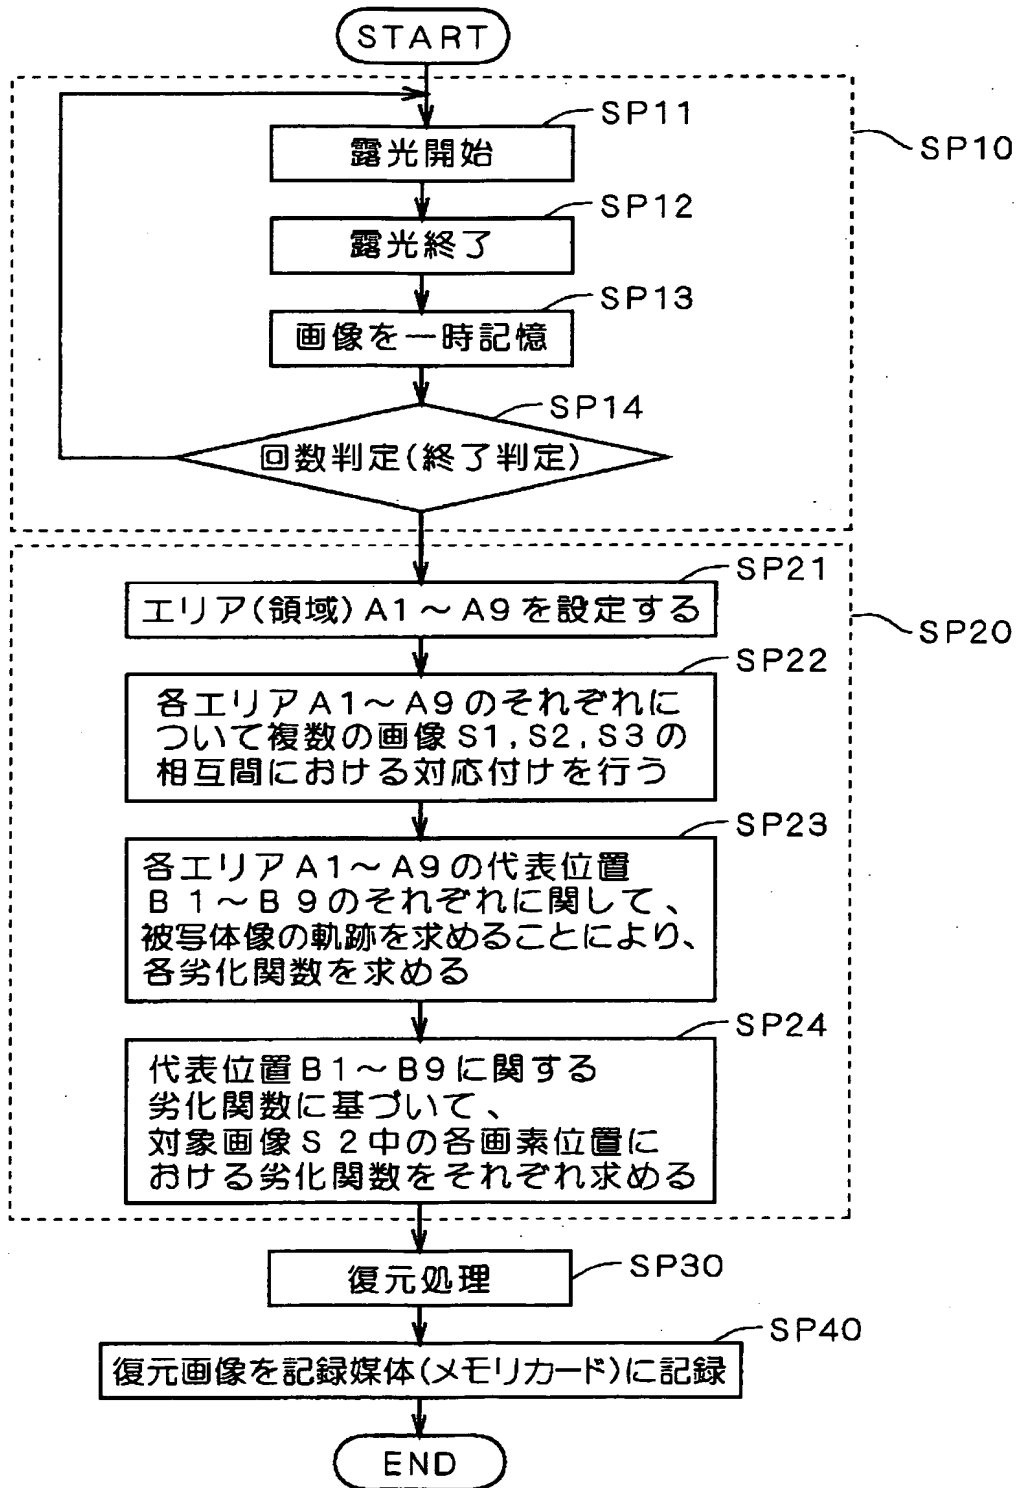 START
SP11
露光開始
SP10
SP12
露光終了
SP13
画像を一時記憶
SP14
回数判定(終了判定)
SP21
エリア(領域)A1～A9を設定する
SP20
SP22
各エリアA1～A9のそれぞれに
ついて複数の画像S1,S2,S3の
相互間における対応付けを行う
SP23
各エリアA1～A9の代表位置
B1～B9のそれぞれに関して、
被写体像の軌跡を求めることにより、
各劣化関数を求める
SP24
代表位置B1～B9に関する
劣化関数に基づいて、
対象画像S2中の各画素位置に
おける劣化関数をそれぞれ求める
SP30
復元処理
SP40
復元画像を記録媒体(メモリカード)に記録
END